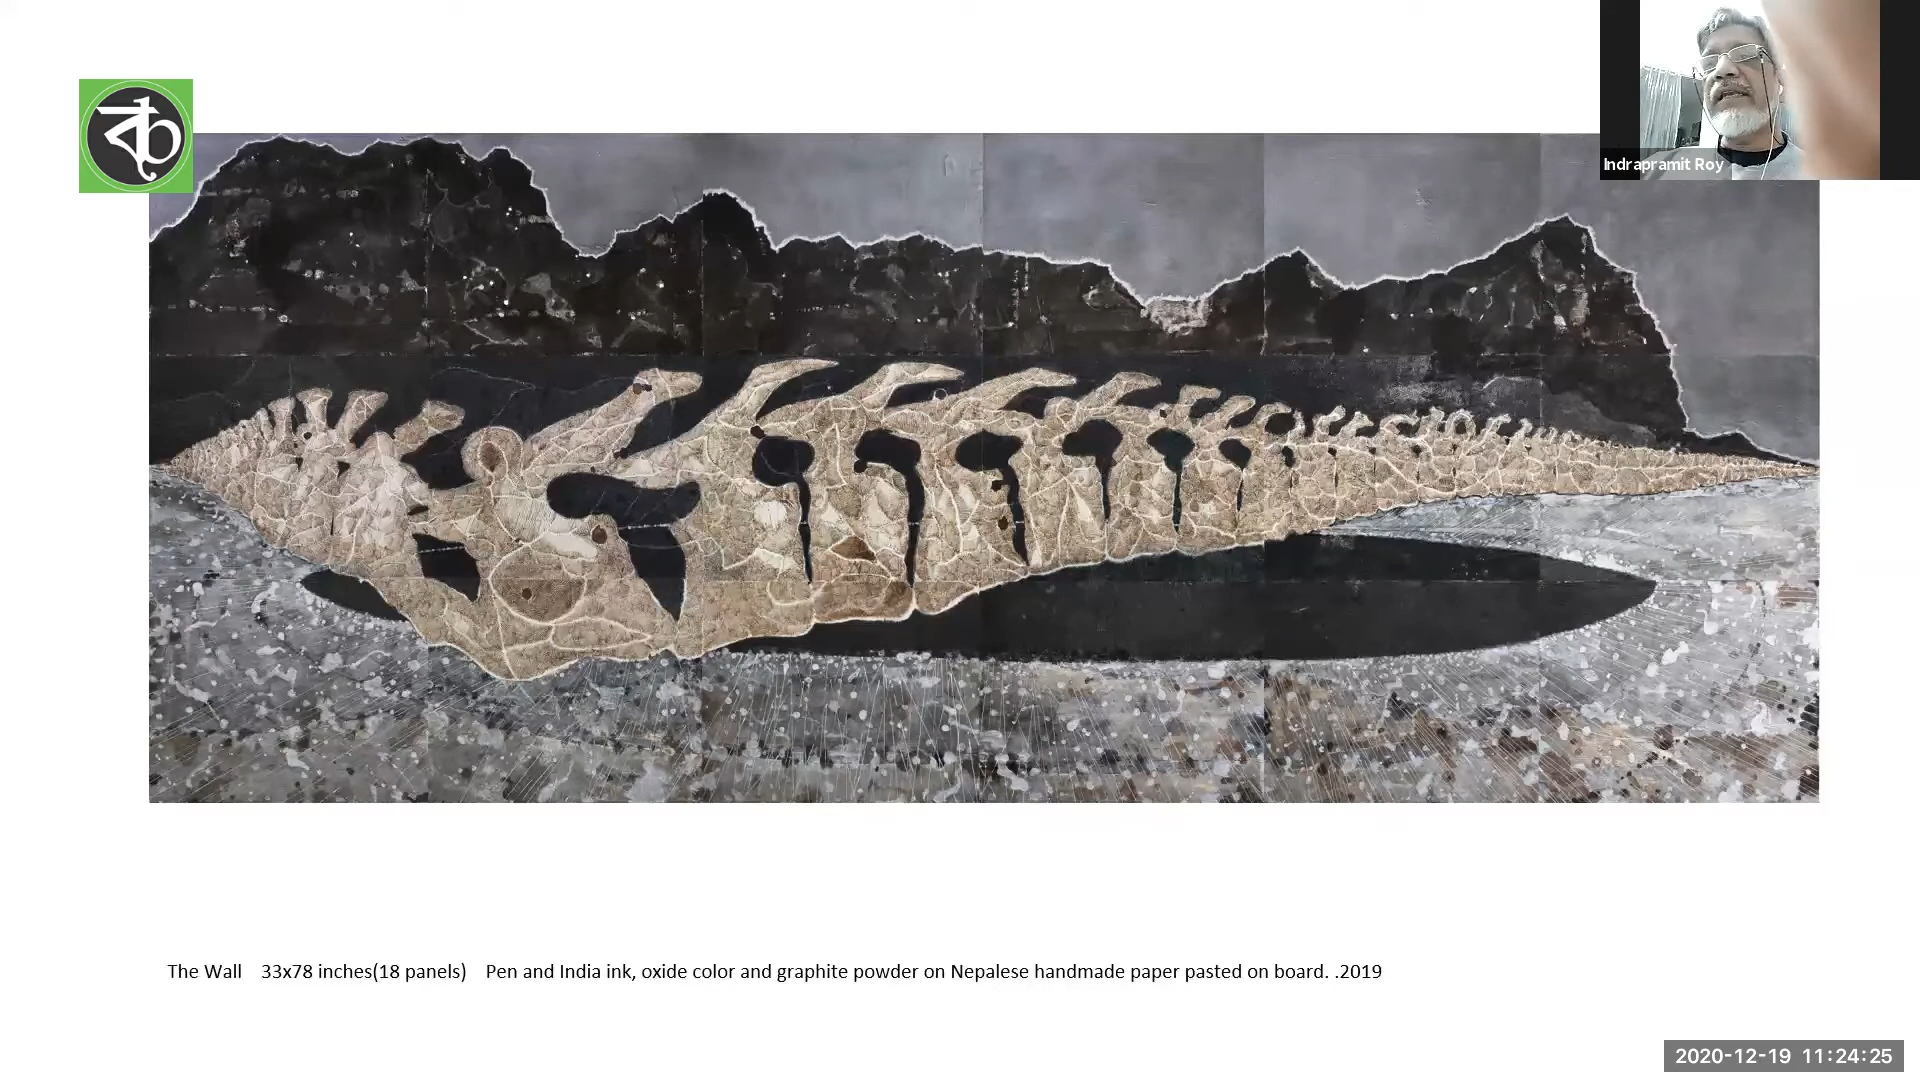 Indrapramit Roy
The Wall 33x78 inches(18 panels) Pen and India ink, oxide color and graphite powder on Nepalese handmade paper pasted on board. .2019
2020-12-19 11:24:25